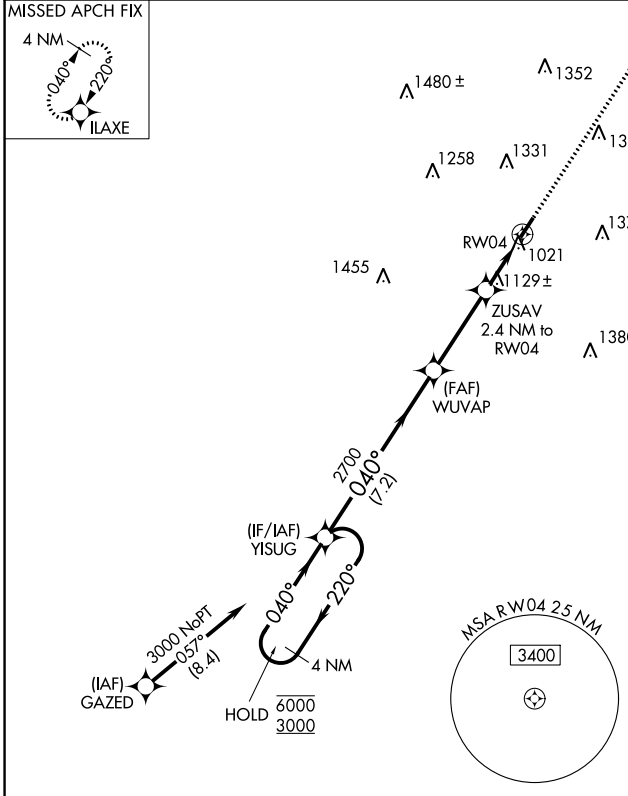 MISSED APCH FIX
4 NM
040°
220°
ILAXE
1480 ±
1352
1258
1331
RW04
1021
1455
1129 ±
ZUSAV
2.4 NM to
RW04
(FAF)
WUVAP
2700
040°
(7.2)
(IF/IAF)
YISUG
040°
220°
3000 NoPT
057°
(8.4)
4 NM
(IAF)
GAZED
HOLD
6000
3000
MSA RW04 25 NM
3400